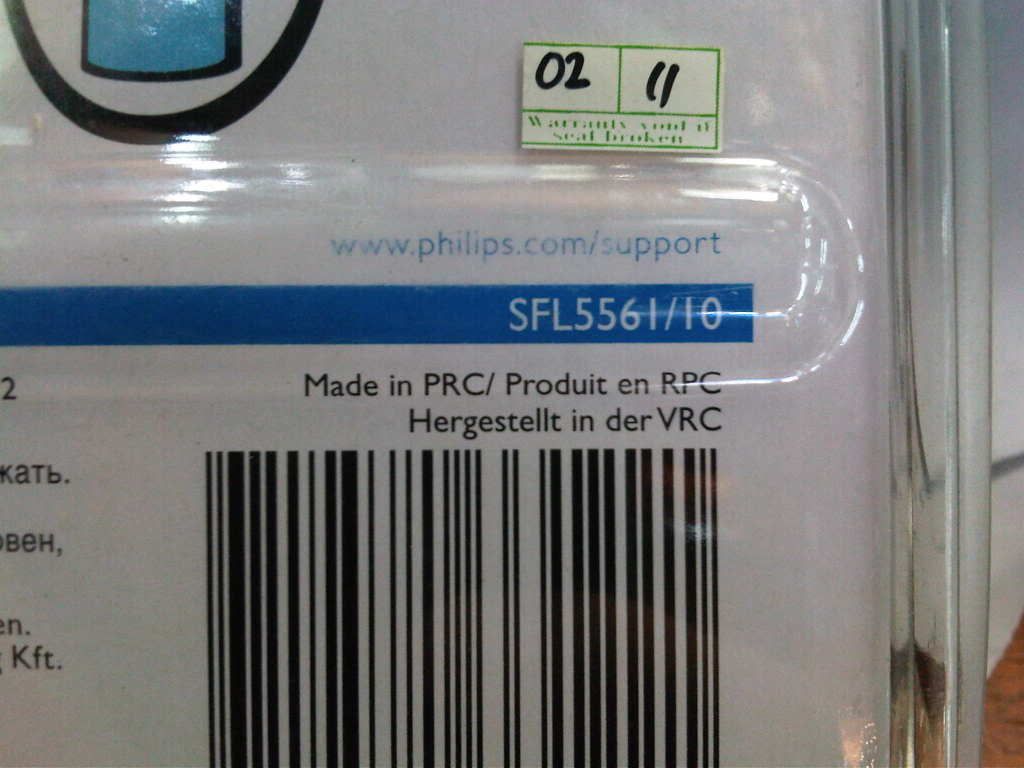 02 11
Warranty void if
seal broken
www.philips.com/support
SFL5561/10
2 Made in PRC/ Produit en RPC
Hergestellt in der VRC
кать.
овен,
en.
Kft.